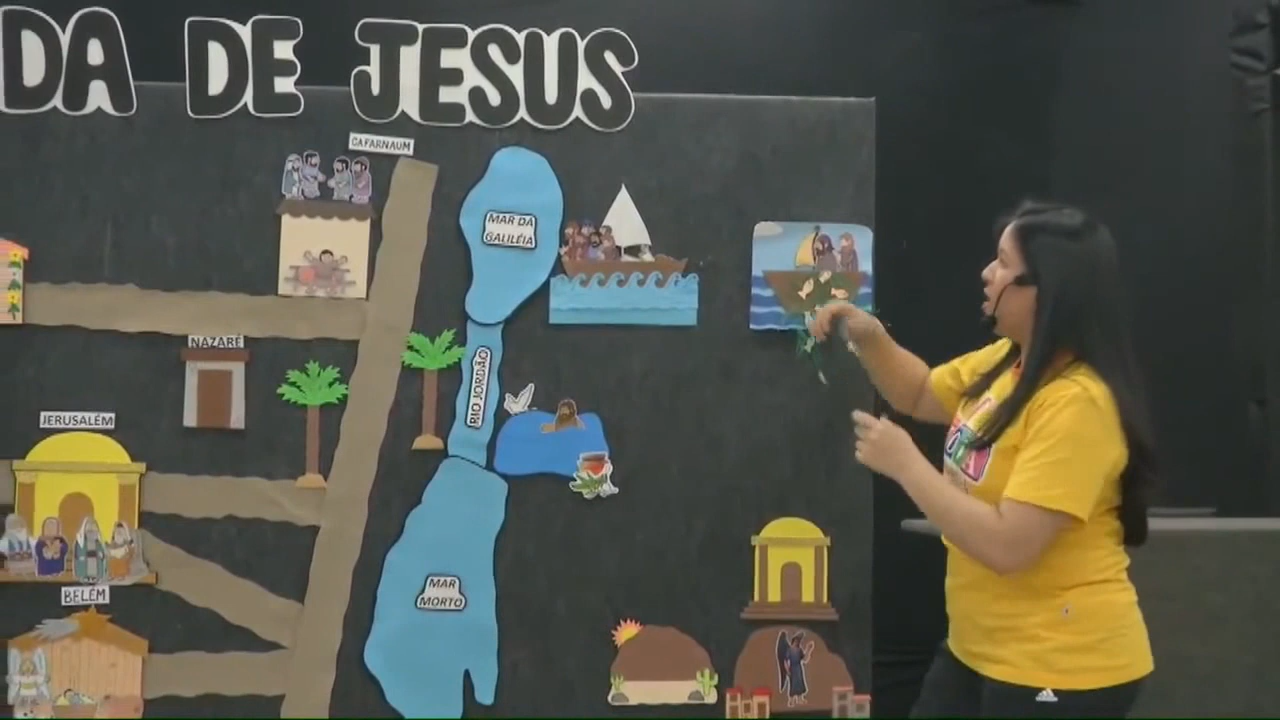 DA DE JESUS
CAFARNAUM
MAR DA
GALILÉIA
NAZARÉ
RIO JORDÃO
JERUSALÉM
MAR
MORTO
BELÉM